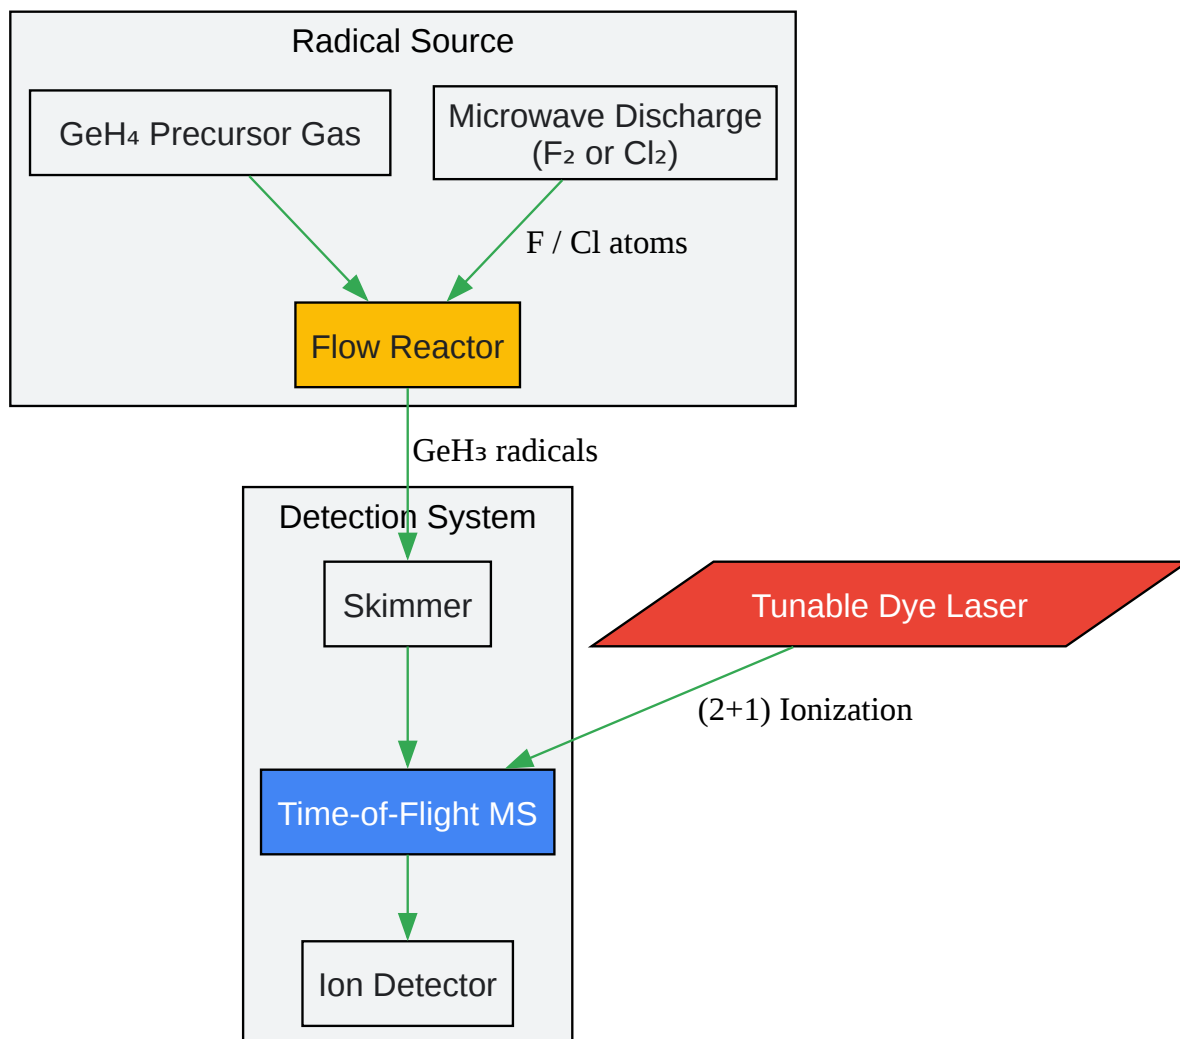 Radical Source
GeH₄ Precursor Gas
Microwave Discharge
(F₂ or Cl₂)
F / Cl atoms
Flow Reactor
GeH₃ radicals
Detection System
Skimmer
Tunable Dye Laser
(2+1) Ionization
Time-of-Flight MS
Ion Detector